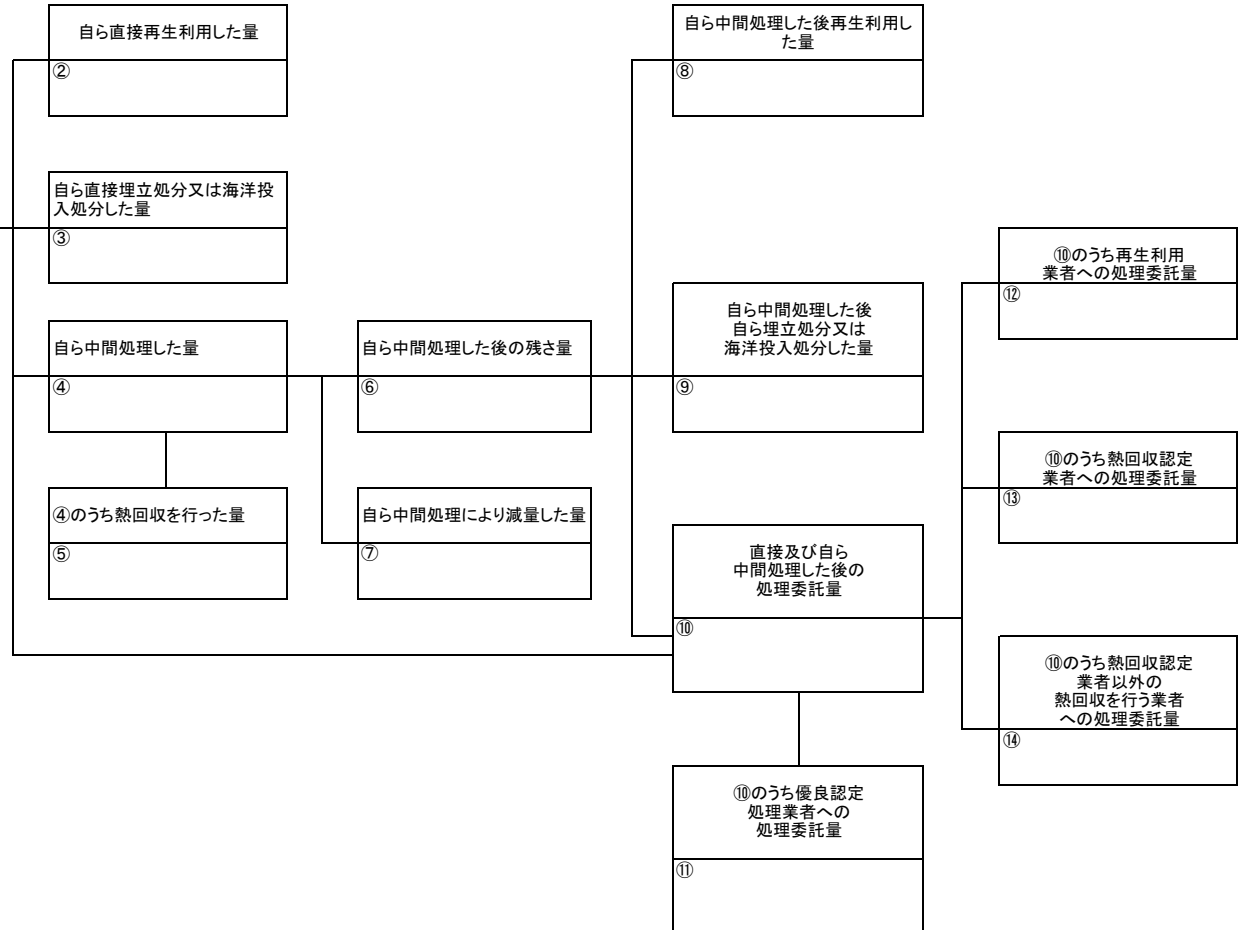 自ら直接再生利用した量
②
自ら直接埋立処分又は海洋投
入処分した量
③
自ら中間処理した量
④
④のうち熱回収を行った量
⑤
自ら中間処理した後の残さ量
⑥
自ら中間処理により減量した量
⑦
自ら中間処理した後再生利用し
た量
⑧
自ら中間処理した後
自ら埋立処分又は
海洋投入処分した量
⑨
直接及び自ら
中間処理した後の
処理委託量
⑩
⑩のうち優良認定
処理業者への
処理委託量
⑪
⑩のうち再生利用
業者への処理委託量
⑫
⑩のうち熱回収認定
業者への処理委託量
⑬
⑩のうち熱回収認定
業者以外の
熱回収を行う業者
への処理委託量
⑭